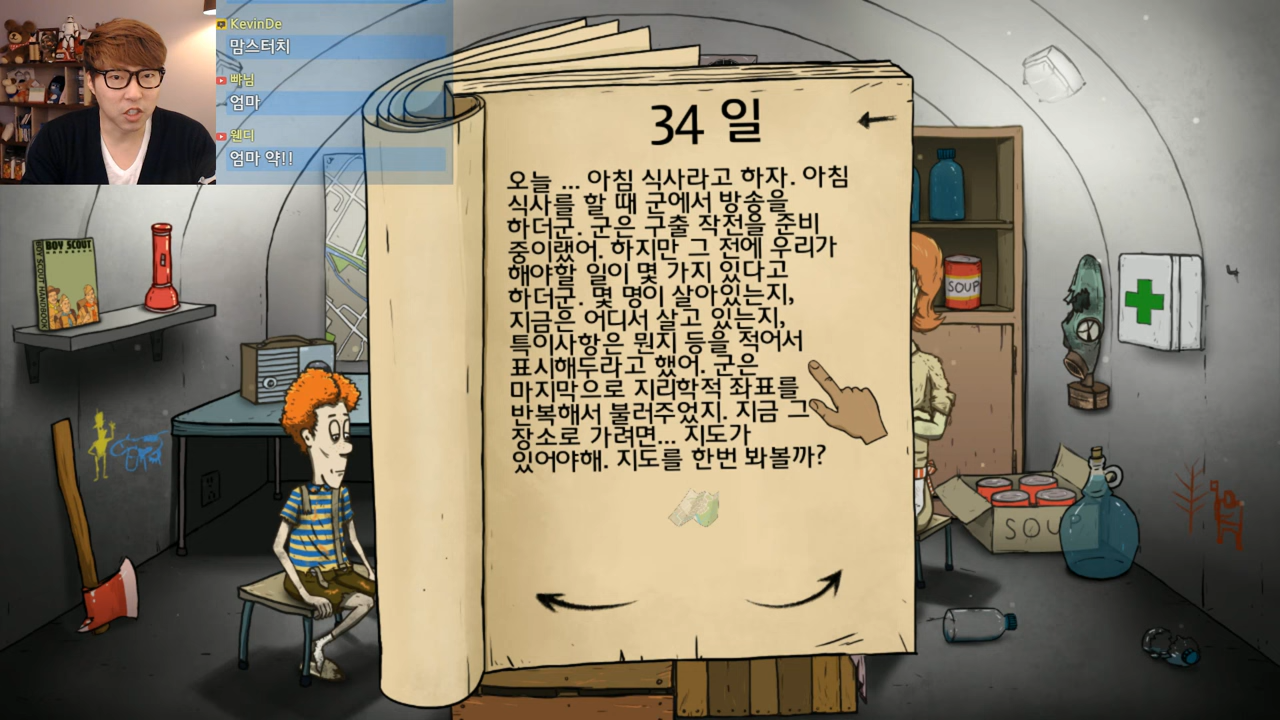 KevinDe
맘스터치
뺘님
엄마
웬디
엄마 약!!
34 일
오늘 ... 아침 식사라고 하자. 아침
식사를 할 때 군에서 방송을
하더군. 군은 구출 작전을 준비
중이랬어. 하지만 그 전에 우리가
해야할 일이 몇 가지 있다고
하더군. 몇 명이 살아있는지,
지금은 어디서 살고 있는지,
특이사항은 뭔지 등을 적어서
표시해두라고 했어. 군은
마지막으로 지리학적 좌표를
반복해서 불러주었지. 지금 그
장소로 가려면... 지도가
있어야해. 지도를 한번 봐볼까?
BOY SCOUT
BOY SCOUT HANDBOOK
SOUP
SOU